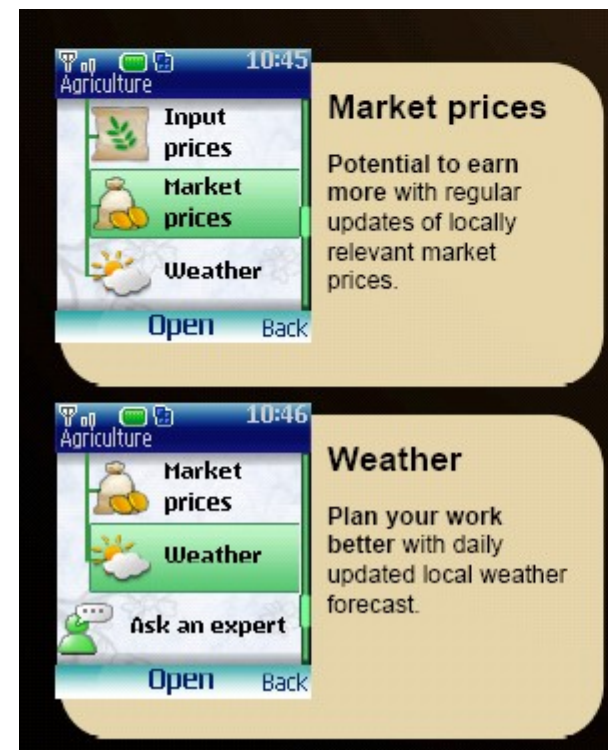 10:45
Agriculture
Input
prices
Market
prices
Weather
Open Back
Market prices
Potential to earn
more with regular
updates of locally
relevant market
prices.
10:46
Agriculture
Market
prices
Weather
Ask an expert
Open Back
Weather
Plan your work
better with daily
updated local weather
forecast.